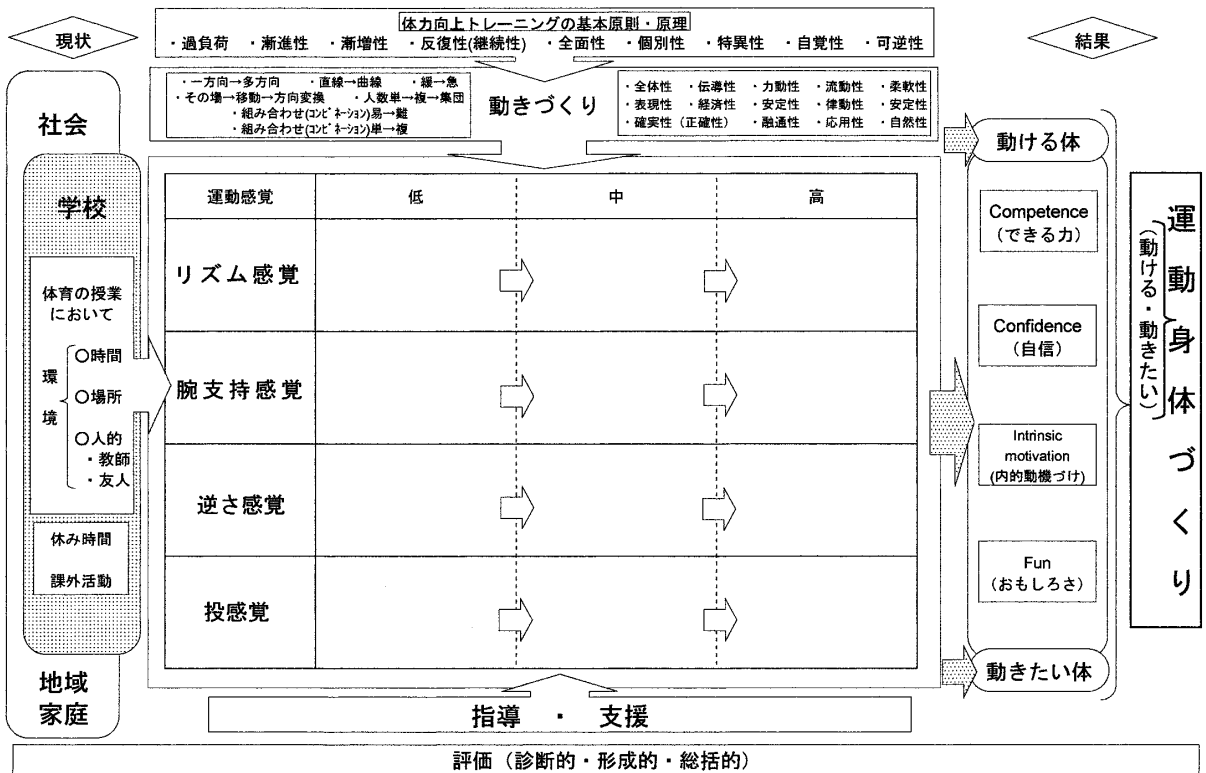 現状
体力向上トレーニングの基本原則・原理
・過負荷 ・漸進性 ・漸増性 ・反復性(継続性) ・全面性 ・個別性 ・特異性 ・自覚性 ・可逆性
結果
・一方向→多方向 ・直線→曲線 ・緩→急
・その場→移動→方向変換 ・人数単→複→集団
・組み合わせ(ｺﾝﾋﾞﾈｰｼｮﾝ)易→難
・組み合わせ(ｺﾝﾋﾞﾈｰｼｮﾝ)単→複
動きづくり
・全体性 ・伝導性 ・力動性 ・流動性 ・柔軟性
・表現性 ・経済性 ・安定性 ・律動性 ・安定性
・確実性（正確性） ・融通性 ・応用性 ・自然性
社会
学校
体育の授業
において
環境
○時間
○場所
○人的
・教師
・友人
休み時間
課外活動
地域
家庭
運動感覚 低 中 高
リズム感覚
腕支持感覚
逆さ感覚
投感覚
動ける体
Competence
（できる力）
Confidence
（自信）
Intrinsic
motivation
(内的動機づけ)
Fun
（おもしろさ）
動きたい体
運動身体づくり
（動ける・動きたい）
指導 ・ 支援
評価（診断的・形成的・総括的）